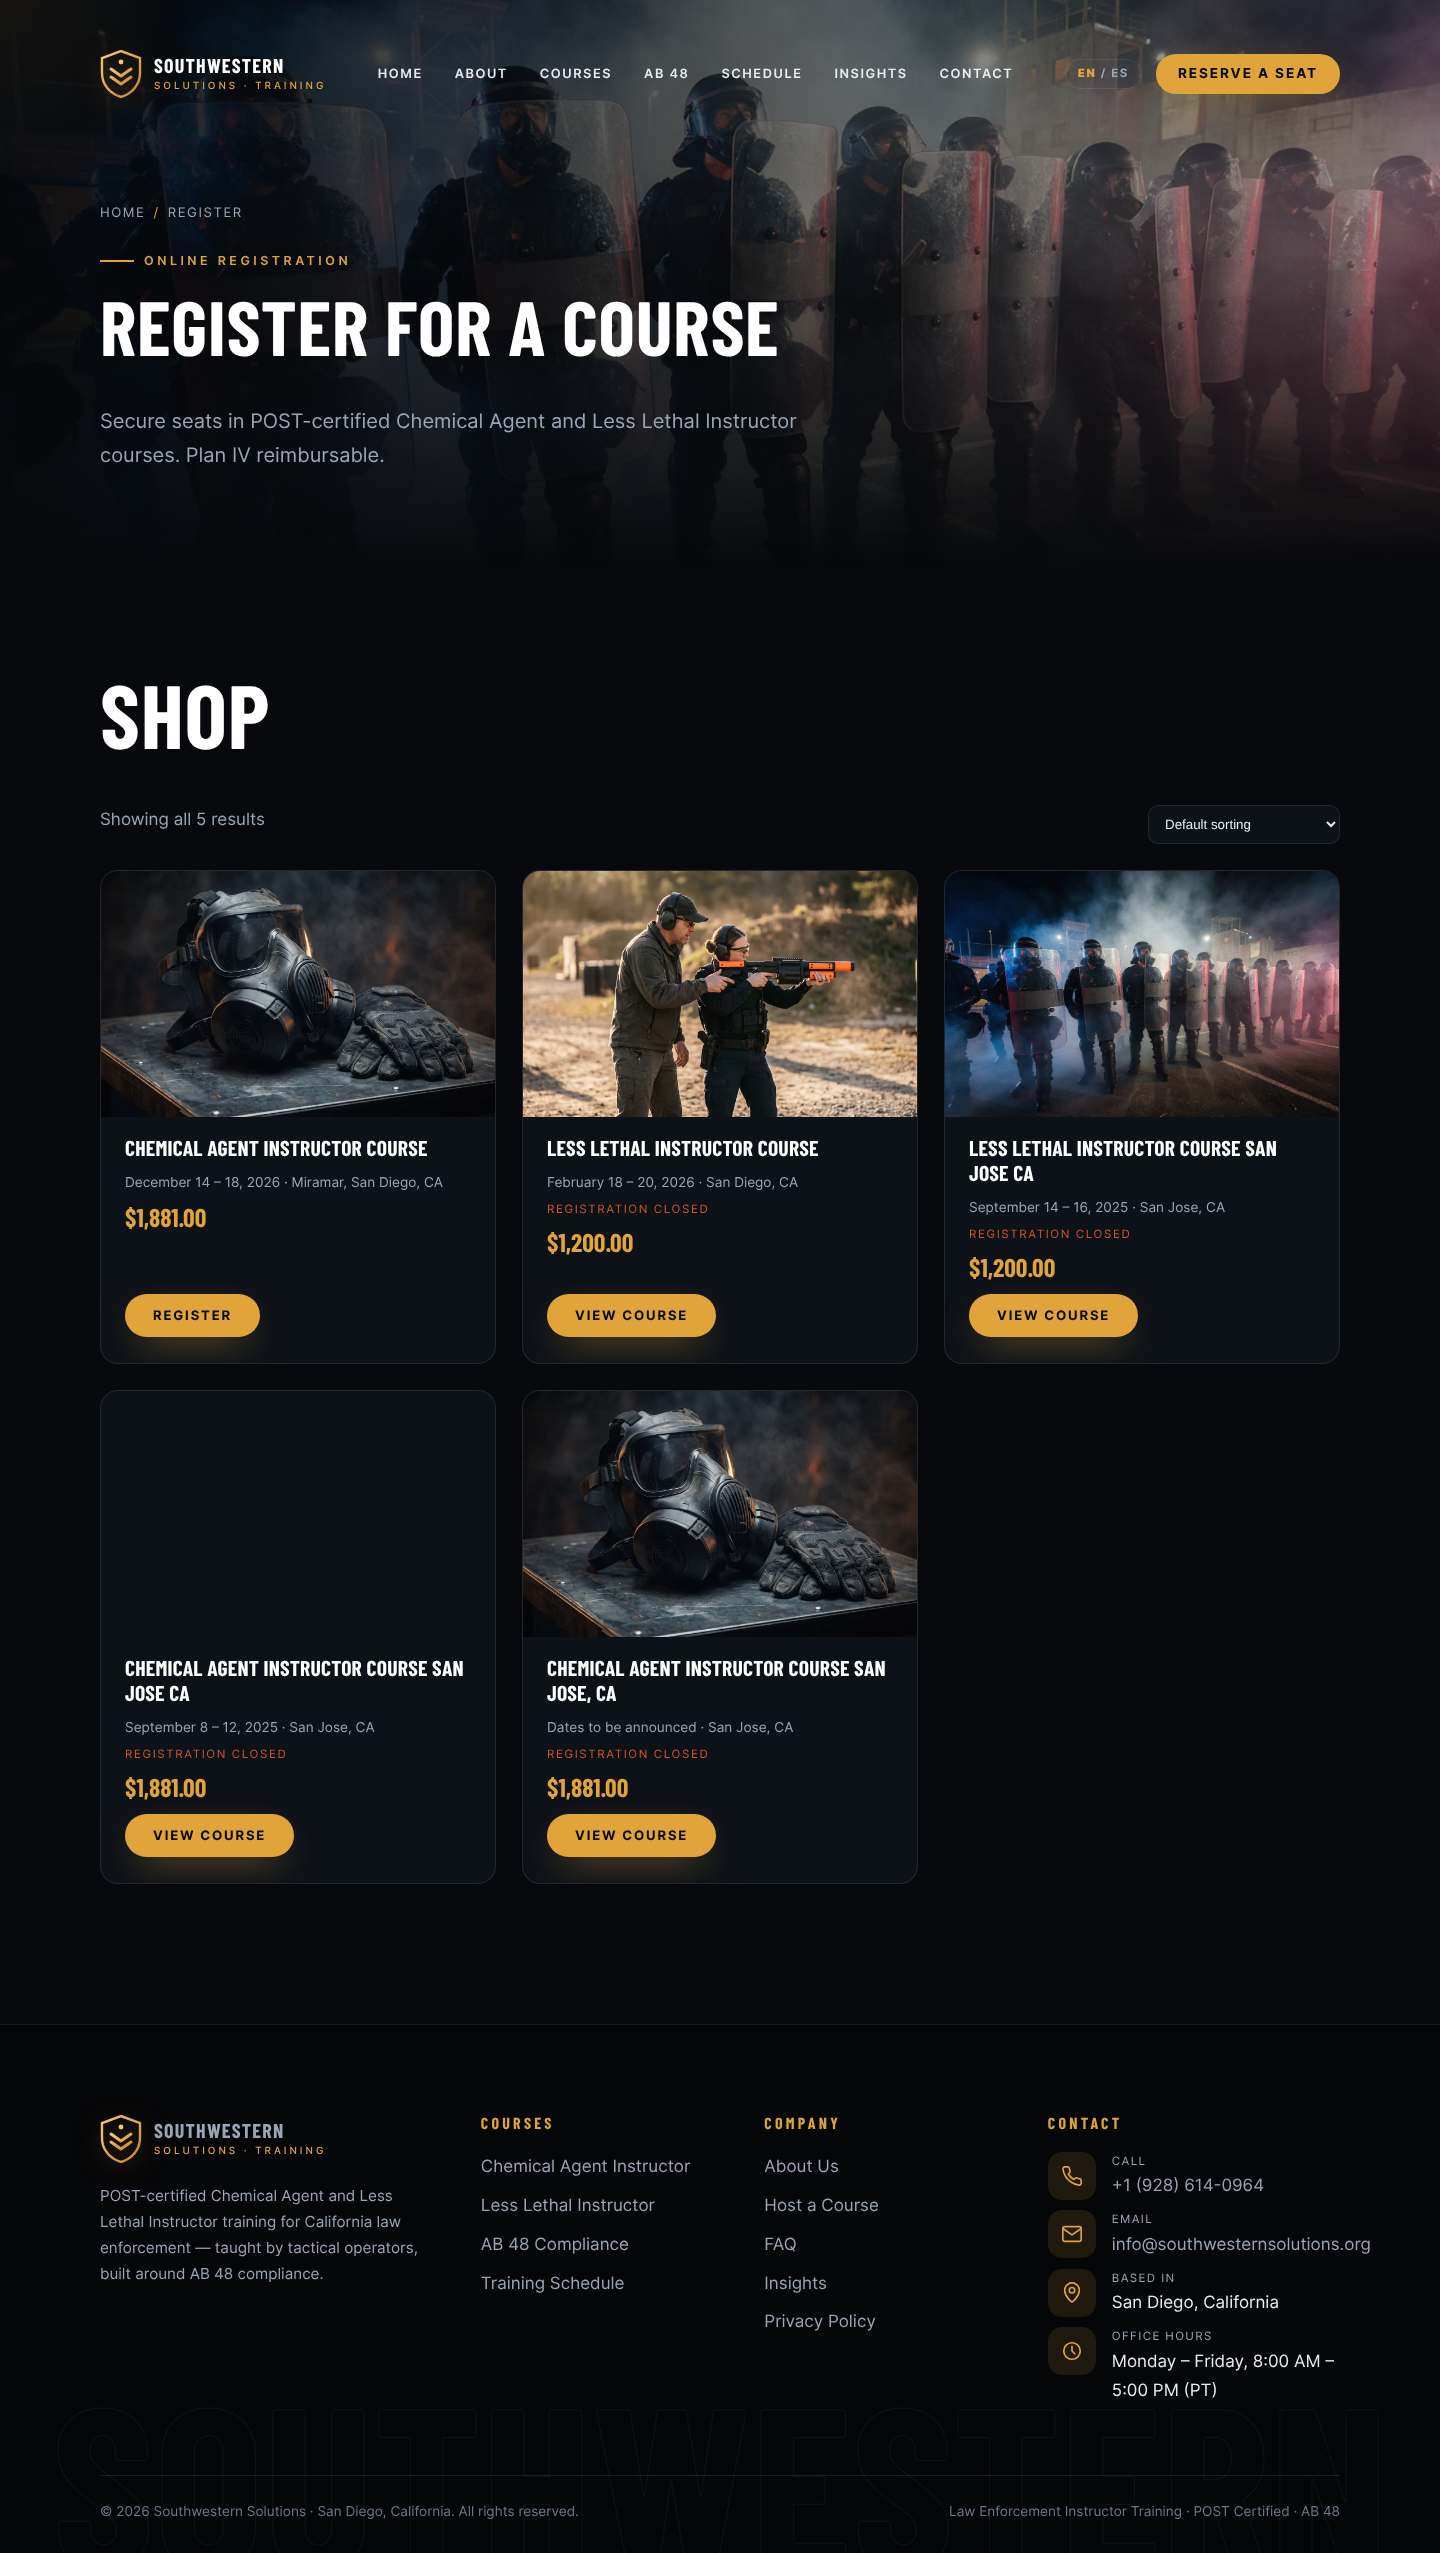 SOUTHWESTERN
SOLUTIONS · TRAINING
HOME
ABOUT
COURSES
AB 48
SCHEDULE
INSIGHTS
CONTACT
EN / ES
RESERVE A SEAT
HOME / REGISTER
ONLINE REGISTRATION
REGISTER FOR A COURSE
Secure seats in POST-certified Chemical Agent and Less Lethal Instructor
courses. Plan IV reimbursable.
SHOP
Showing all 5 results
Default sorting
CHEMICAL AGENT INSTRUCTOR COURSE
December 14 – 18, 2026 · Miramar, San Diego, CA
$1,881.00
REGISTER
LESS LETHAL INSTRUCTOR COURSE
February 18 – 20, 2026 · San Diego, CA
REGISTRATION CLOSED
$1,200.00
VIEW COURSE
LESS LETHAL INSTRUCTOR COURSE SAN
JOSE CA
September 14 – 16, 2025 · San Jose, CA
REGISTRATION CLOSED
$1,200.00
VIEW COURSE
CHEMICAL AGENT INSTRUCTOR COURSE SAN
JOSE CA
September 8 – 12, 2025 · San Jose, CA
REGISTRATION CLOSED
$1,881.00
VIEW COURSE
CHEMICAL AGENT INSTRUCTOR COURSE SAN
JOSE, CA
Dates to be announced · San Jose, CA
REGISTRATION CLOSED
$1,881.00
VIEW COURSE
SOUTHWESTERN
SOLUTIONS · TRAINING
POST-certified Chemical Agent and Less
Lethal Instructor training for California law
enforcement — taught by tactical operators,
built around AB 48 compliance.
COURSES
Chemical Agent Instructor
Less Lethal Instructor
AB 48 Compliance
Training Schedule
COMPANY
About Us
Host a Course
FAQ
Insights
Privacy Policy
CONTACT
CALL
+1 (928) 614-0964
EMAIL
info@southwesternsolutions.org
BASED IN
San Diego, California
OFFICE HOURS
Monday – Friday, 8:00 AM –
5:00 PM (PT)
SOUTHWESTERN
© 2026 Southwestern Solutions · San Diego, California. All rights reserved.
Law Enforcement Instructor Training · POST Certified · AB 48